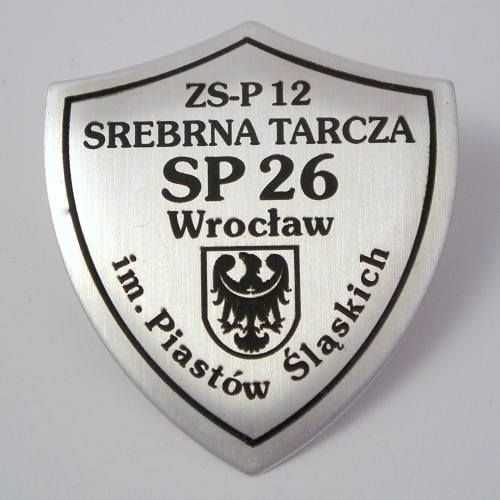 ZS-P 12
SREBRNA TARCZA
SP 26
Wrocław
im. Piastów Śląskich